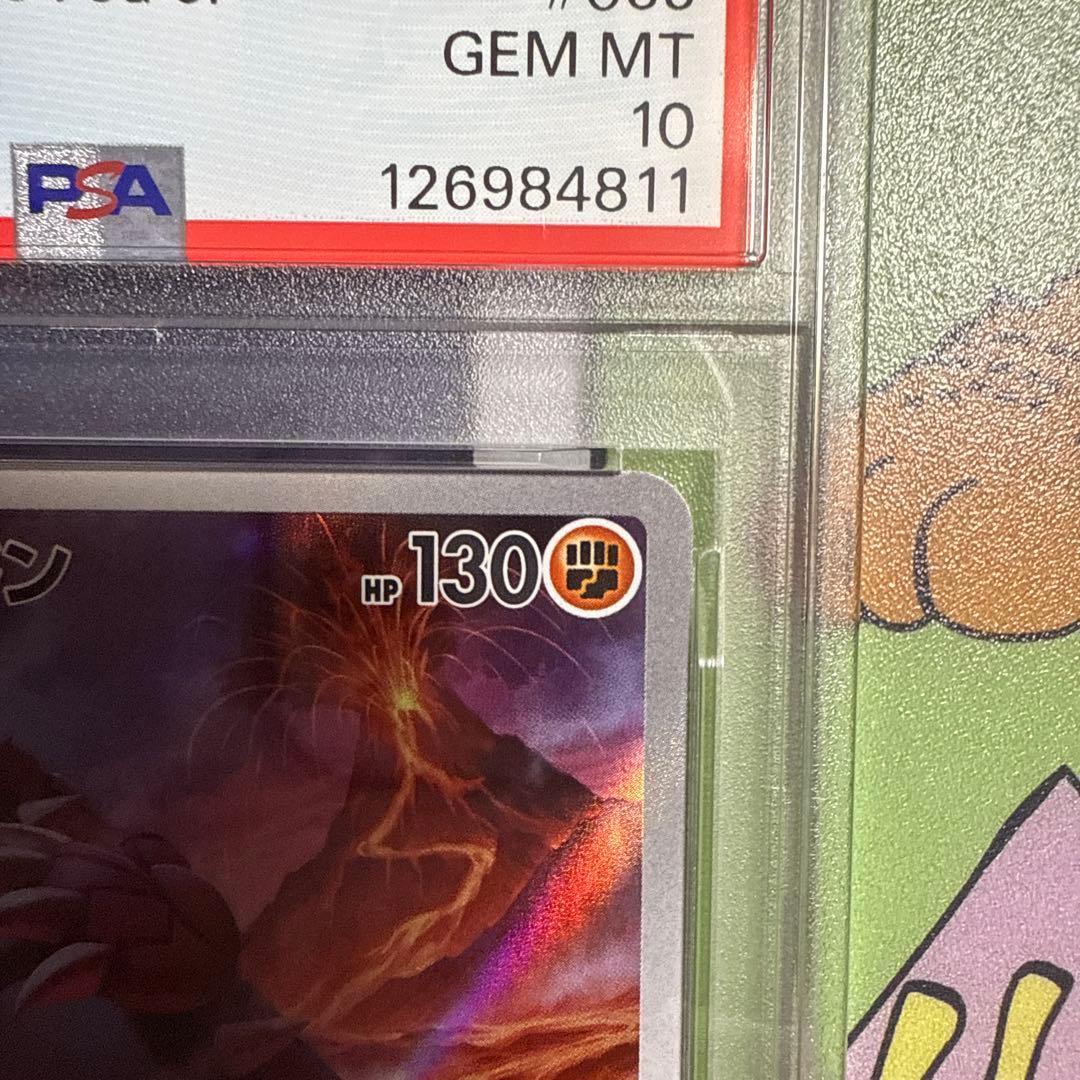 GEM MT
10
PSA
126984811
ン
HP 130